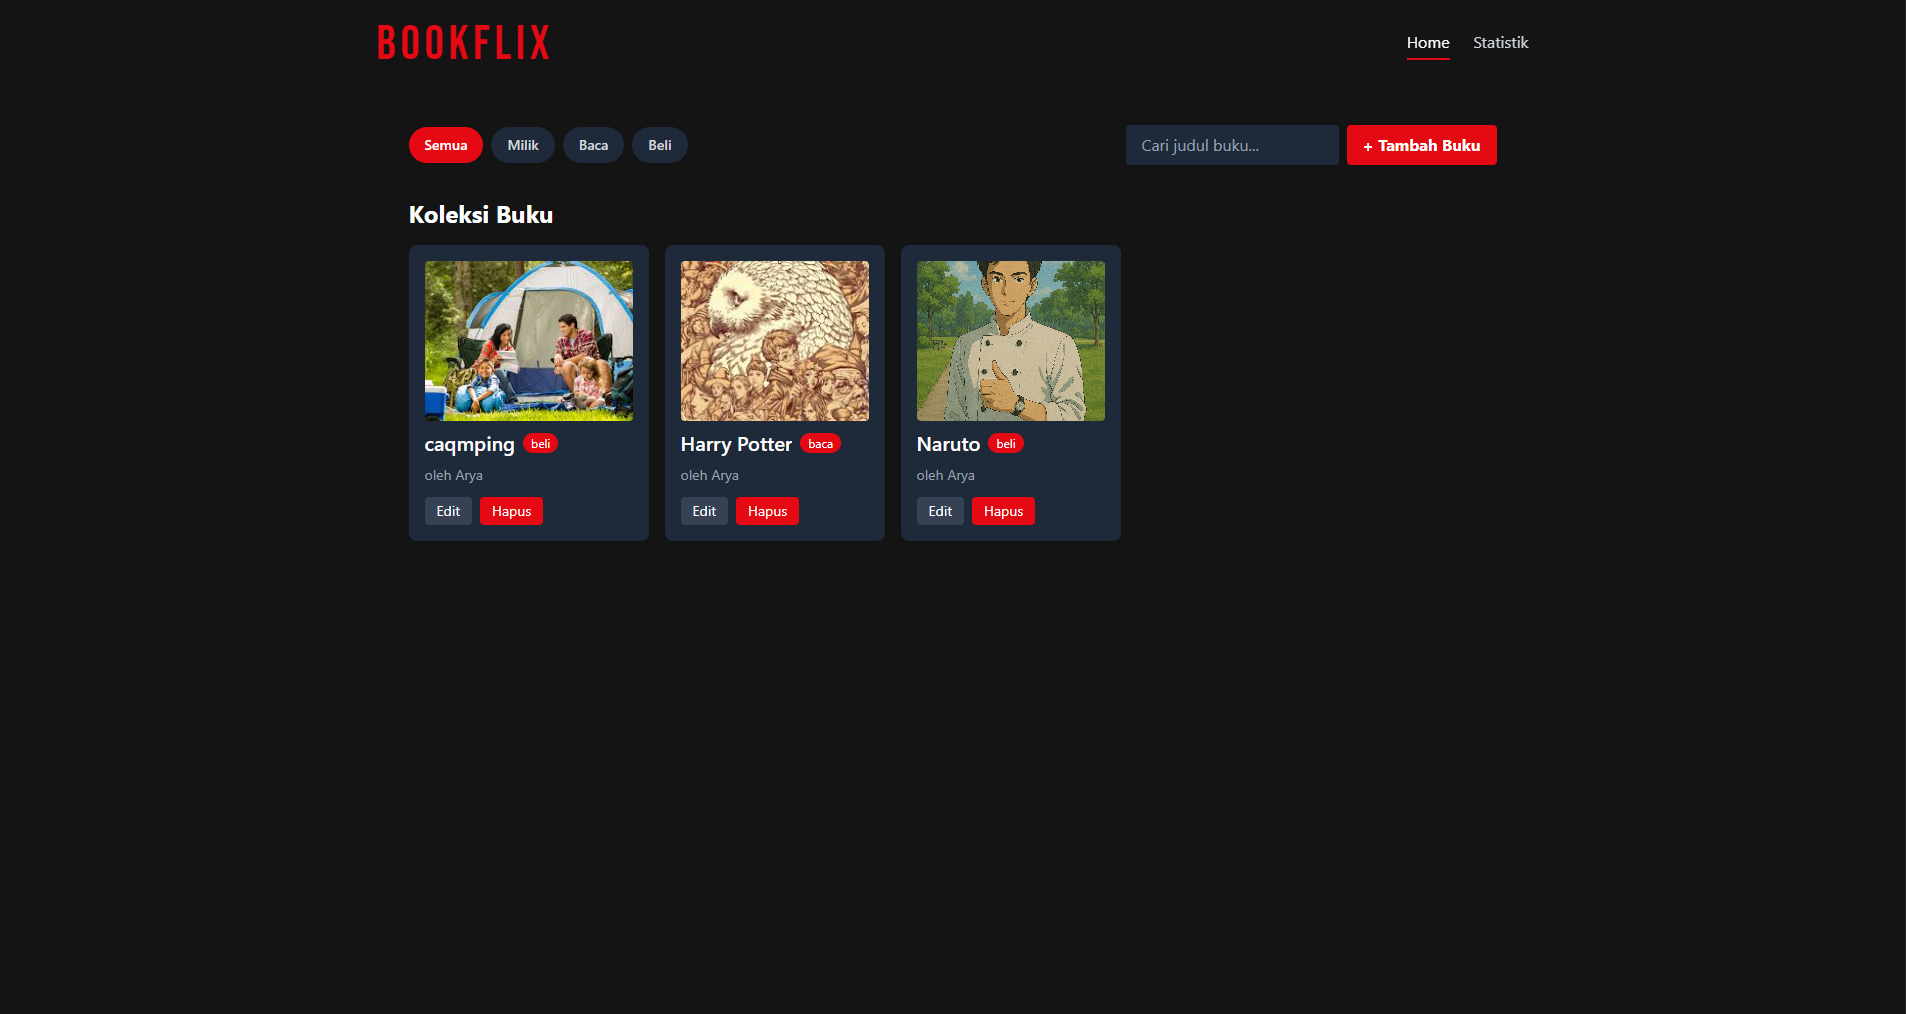 BOOKFLIX
Home Statistik
Semua Milik Baca Beli
Cari judul buku... + Tambah Buku
Koleksi Buku
caqmping beli
oleh Arya
Edit Hapus
Harry Potter baca
oleh Arya
Edit Hapus
Naruto beli
oleh Arya
Edit Hapus